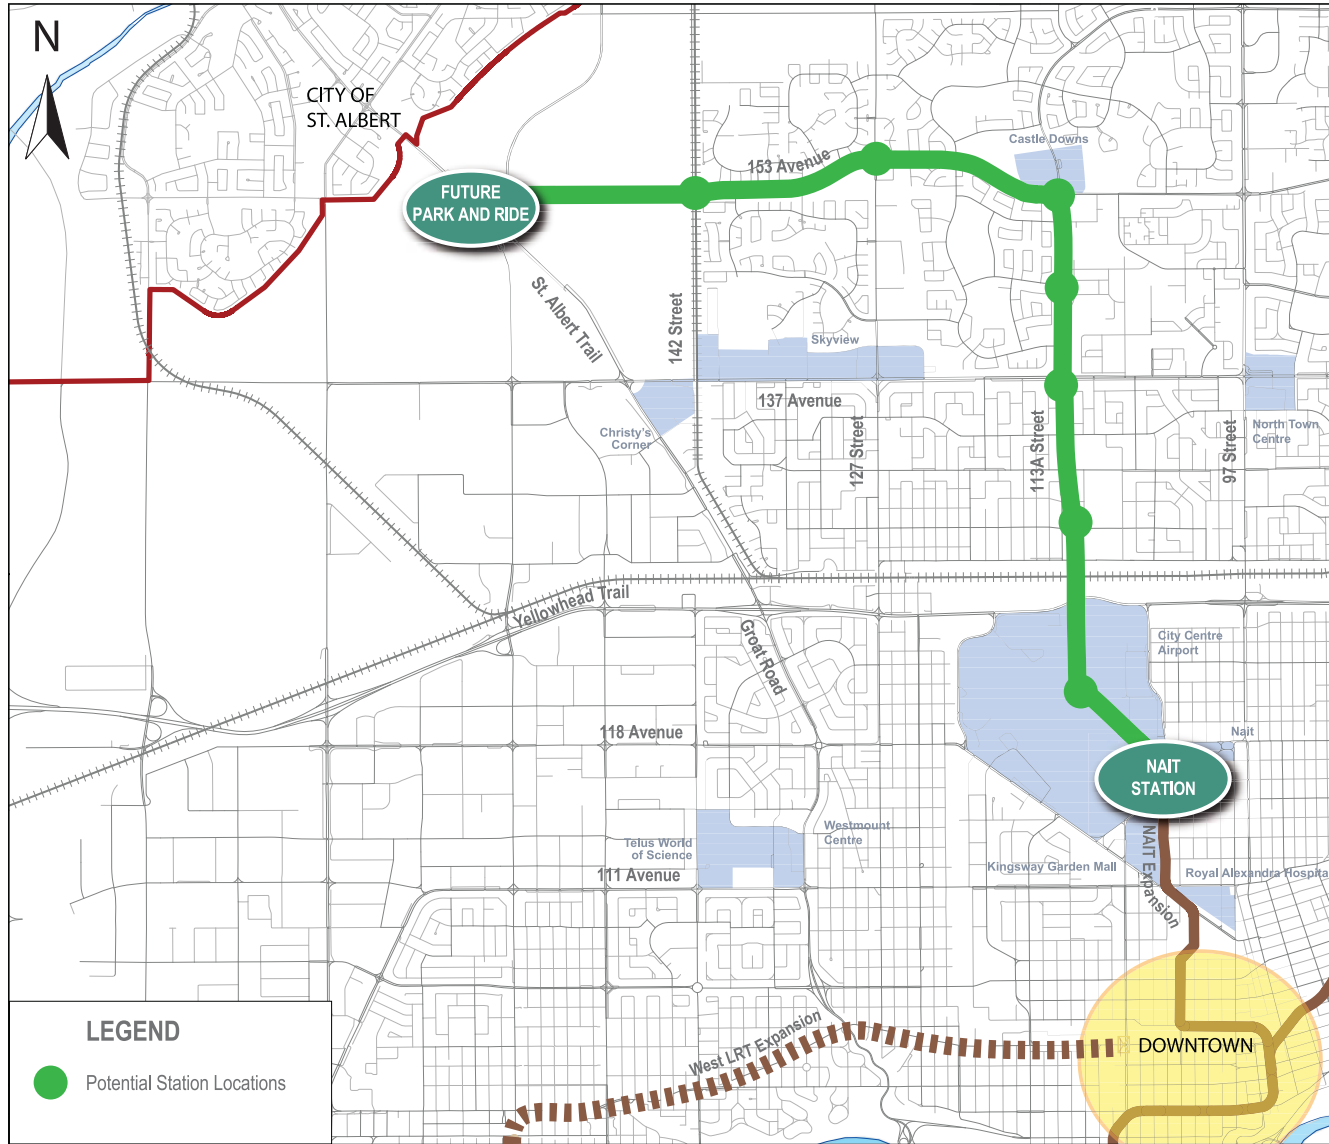 N
CITY OF
ST. ALBERT
Castle Downs
153 Avenue
FUTURE
PARK AND RIDE
St. Albert Trail
142 Street
Skyview
137 Avenue
Christy's
Corner
127 Street
113A Street
97 Street
North Town
Centre
Yellowhead Trail
Groat Road
City Centre
Airport
118 Avenue
Nait
NAIT
STATION
Telus World
of Science
Westmount
Centre
111 Avenue
Kingsway Garden Mall
NAIT Expansion
Royal Alexandra Hospita
West LRT Expansion
DOWNTOWN
LEGEND
Potential Station Locations